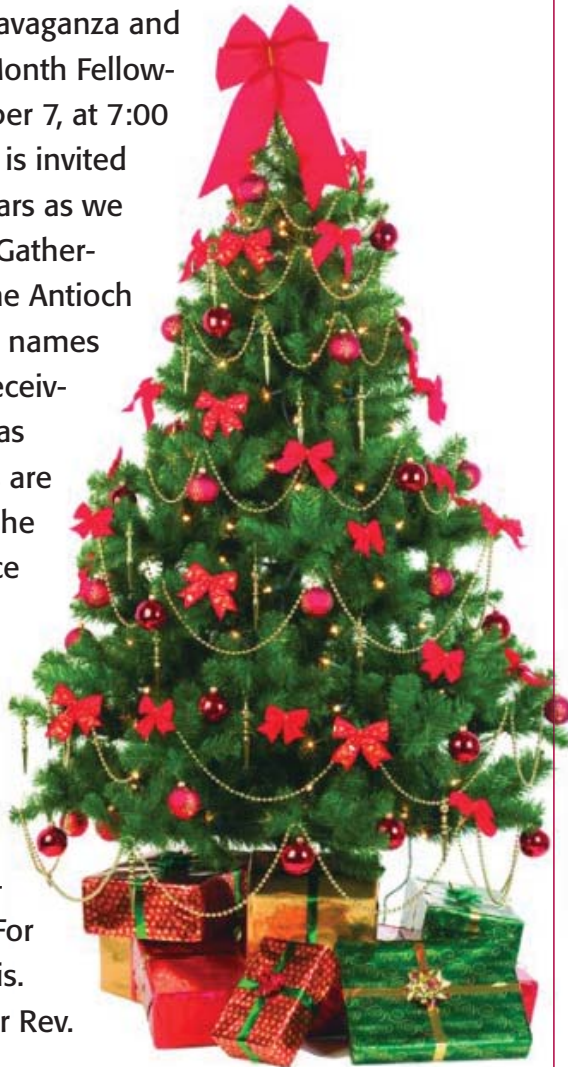 avaganza and
Month Fellow-
ber 7, at 7:00
is invited
ars as we
Gather-
ne Antioch
names
eceiv-
as
are
he
ce
-
For
is.
r Rev.